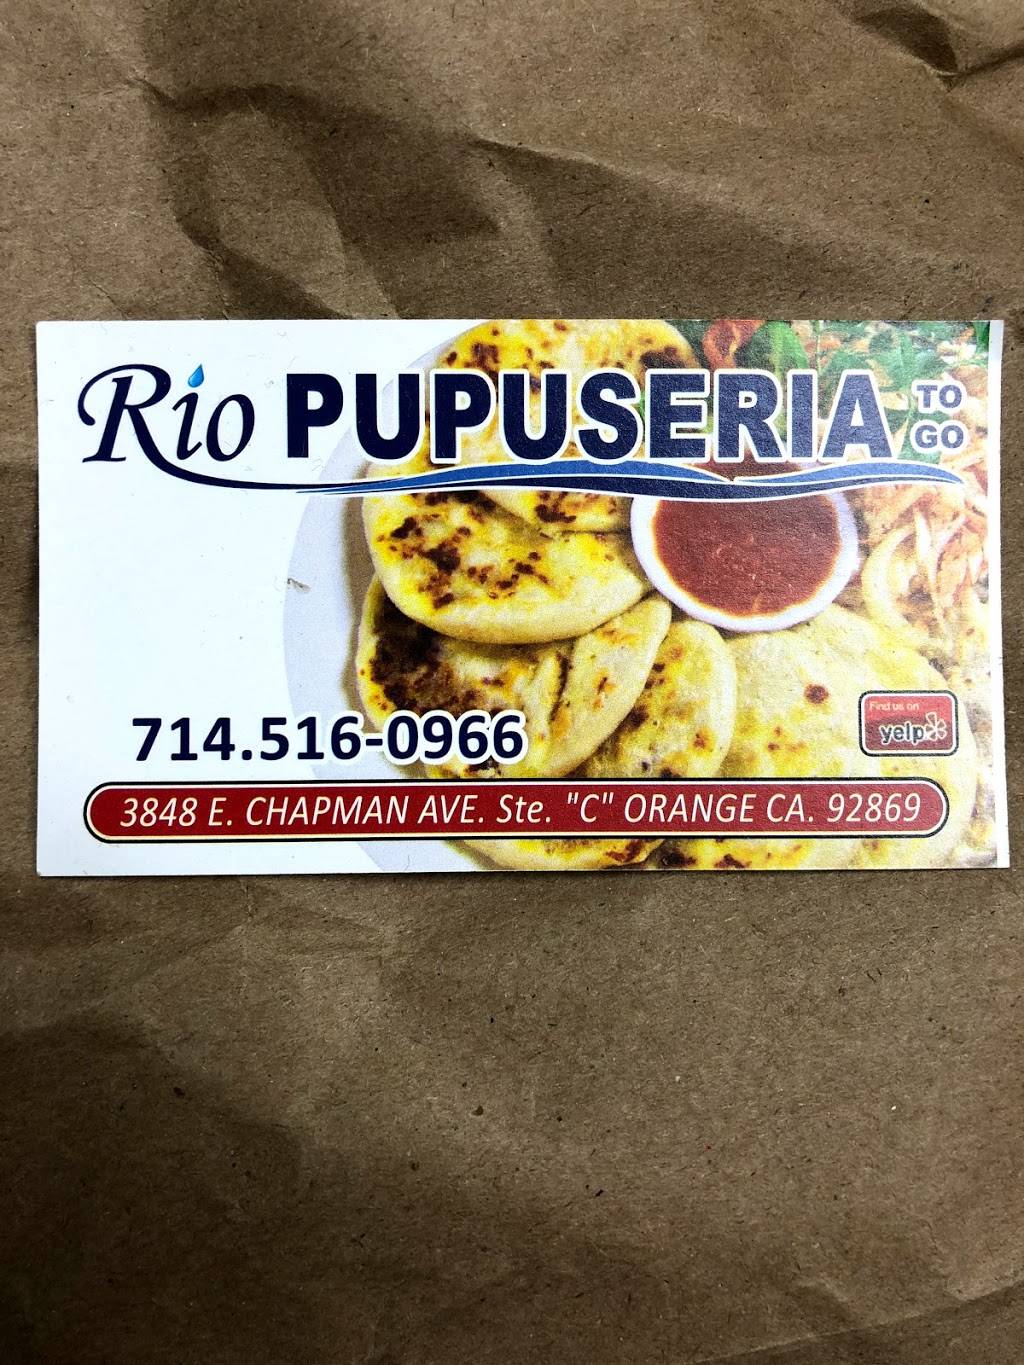 Rio PUPUSERIA TO GO
714.516-0966
Find us on
yelp
3848 E. CHAPMAN AVE. Ste. "C" ORANGE CA. 92869